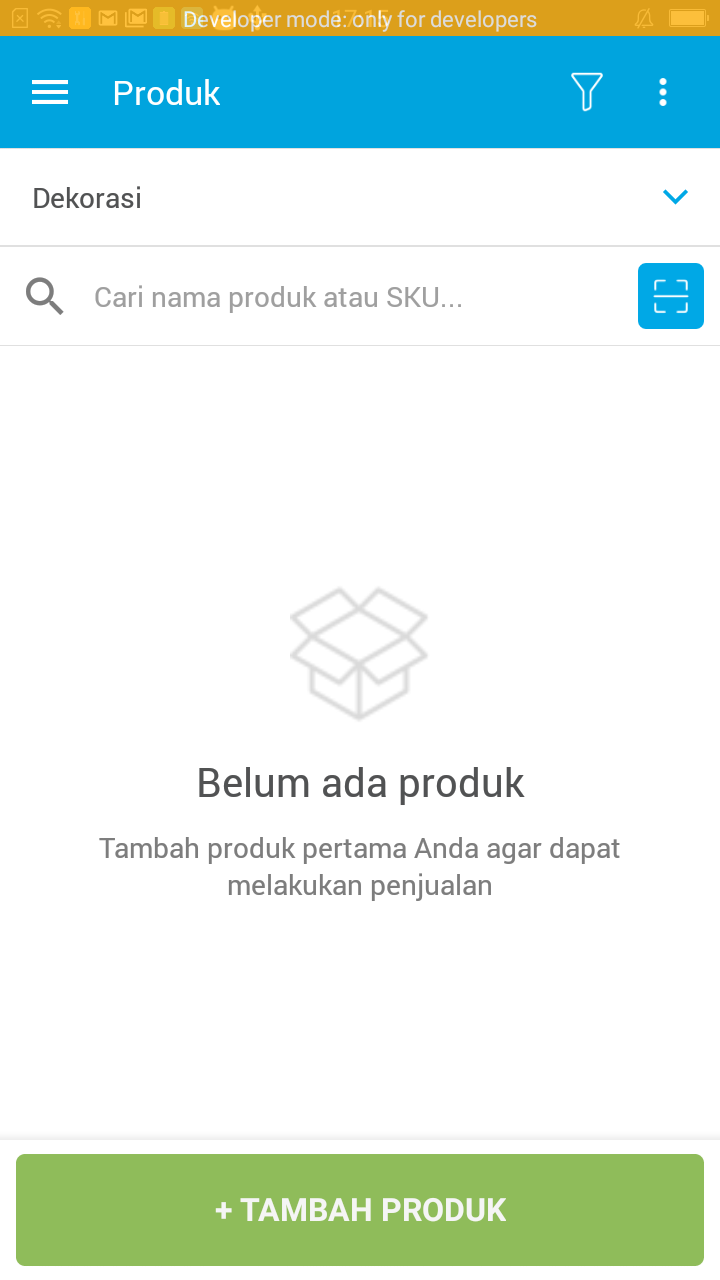 Developer mode: only for developers
Produk
Dekorasi
Cari nama produk atau SKU...
Belum ada produk
Tambah produk pertama Anda agar dapat
melakukan penjualan
+ TAMBAH PRODUK